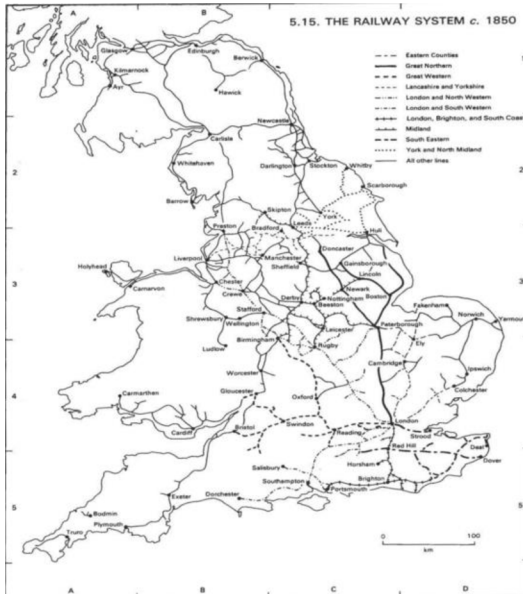 A
B
5.15. THE RAILWAY SYSTEM c. 1850
Eastern Counties
Great Northern
Great Western
Lancashire and Yorkshire
London and North Western
London and South Western
London, Brighton, and South Coast
Midland
South Eastern
York and North Midland
All other lines
Glasgow
Edinburgh
Berwick
1
Kilmarnock
Ayr
Hawick
Newcastle
Carlisle
Whitehaven
Darlington
Stockton
Whitby
2
2
Scarborough
Barrow
Skipton
York
Preston
Bradford
Leeds
Hull
Doncaster
Liverpool
Manchester
Gainsborough
Holyhead
Sheffield
Lincoln
Chester
3
3
Carnarvon
Crewe
Newark
Boston
Derby
Nottingham
Stafford
Beeston
Fakenham
Norwich
Yarmouth
Shrewsbury
Wellington
Leicester
Peterborough
Birmingham
Rugby
Ely
Ludlow
Cambridge
Worcester
Ipswich
4
4
Carmarthen
Gloucester
Oxford
Colchester
London
Cardiff
Bristol
Swindon
Reading
Strood
Red Hill
Deal
Salisbury
Horsham
Dover
Southampton
Brighton
Exeter
Dorchester
Portsmouth
5
5
Bodmin
Plymouth
Truro
0
100
km
A
B
C
D